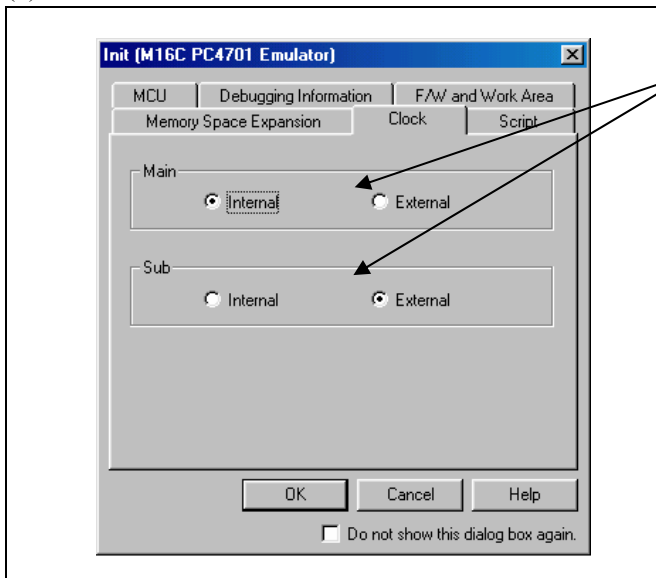 Init (M16C PC4701 Emulator)
MCU Debugging Information F/W and Work Area
Memory Space Expansion Clock Script
Main
Internal External
Sub
Internal External
OK Cancel Help
Do not show this dialog box again.